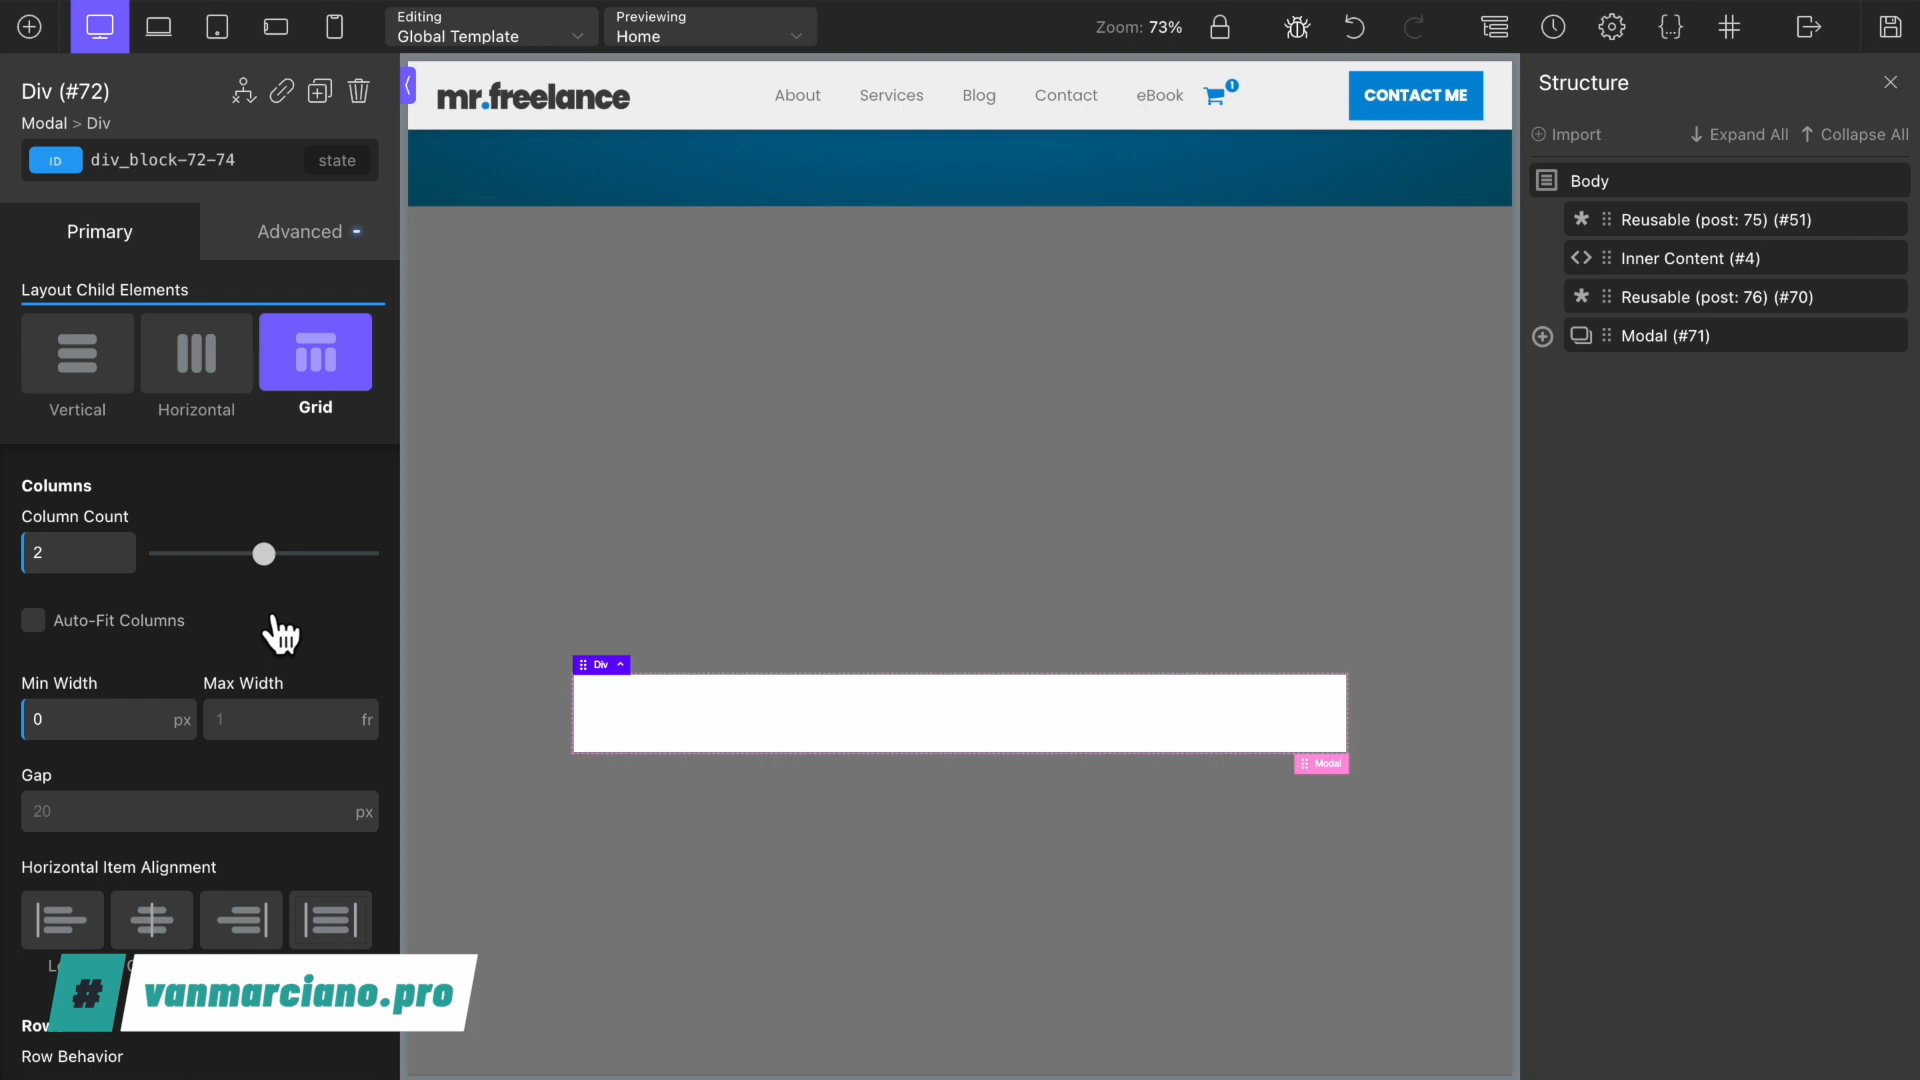 Editing
Global Template
Previewing
Home
Zoom: 73%
Div (#72)
Modal > Div
ID div_block-72-74 state
Primary
Advanced
Layout Child Elements
Vertical
Horizontal
Grid
Columns
Column Count
2
Auto-Fit Columns
Min Width
Max Width
0 px
1 fr
Gap
20 px
Horizontal Item Alignment
# vanmarciano.pro
Row Behavior
mr.freelance
About
Services
Blog
Contact
eBook
1
CONTACT ME
Div
Modal
Structure
Import
Expand All
Collapse All
Body
Reusable (post: 75) (#51)
Inner Content (#4)
Reusable (post: 76) (#70)
Modal (#71)